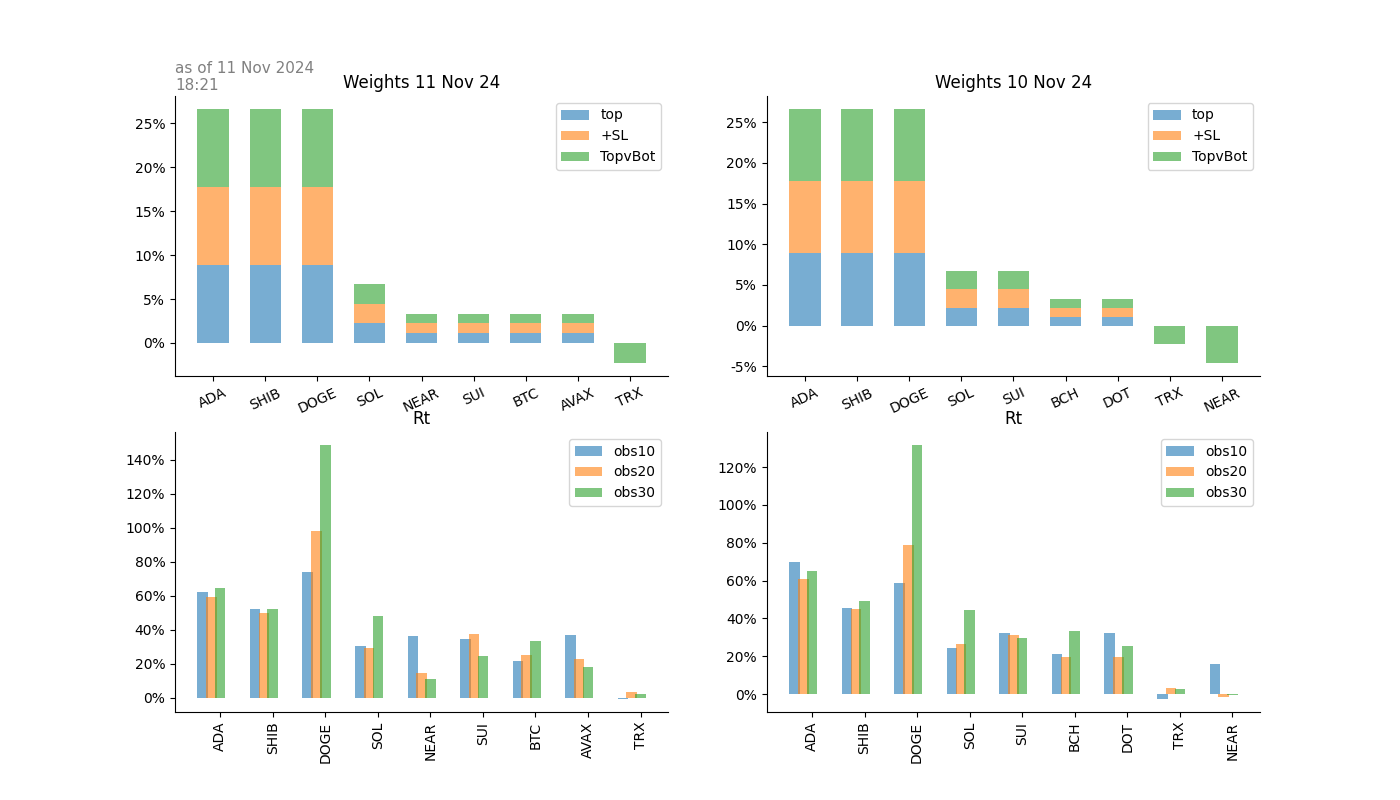 as of 11 Nov 2024
18:21
Weights 11 Nov 24
25%
20%
15%
10%
5%
0%
top
+SL
TopvBot
ADA
SHIB
DOGE
SOL
NEAR
SUI
BTC
AVAX
TRX
Weights 10 Nov 24
25%
20%
15%
10%
5%
0%
-5%
top
+SL
TopvBot
ADA
SHIB
DOGE
SOL
SUI
BCH
DOT
TRX
NEAR
Rt
140%
120%
100%
80%
60%
40%
20%
0%
obs10
obs20
obs30
ADA
SHIB
DOGE
SOL
NEAR
SUI
BTC
AVAX
TRX
Rt
120%
100%
80%
60%
40%
20%
0%
obs10
obs20
obs30
ADA
SHIB
DOGE
SOL
SUI
BCH
DOT
TRX
NEAR